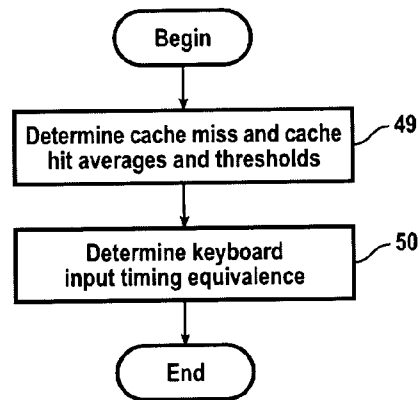 Begin
Determine cache miss and cache
hit averages and thresholds
49
Determine keyboard
input timing equivalence
50
End